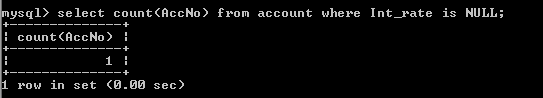 mysql> select count(AccNo) from account where Int_rate is NULL;
+--------------+
| count(AccNo) |
+--------------+
|            1 |
+--------------+
1 row in set (0.00 sec)